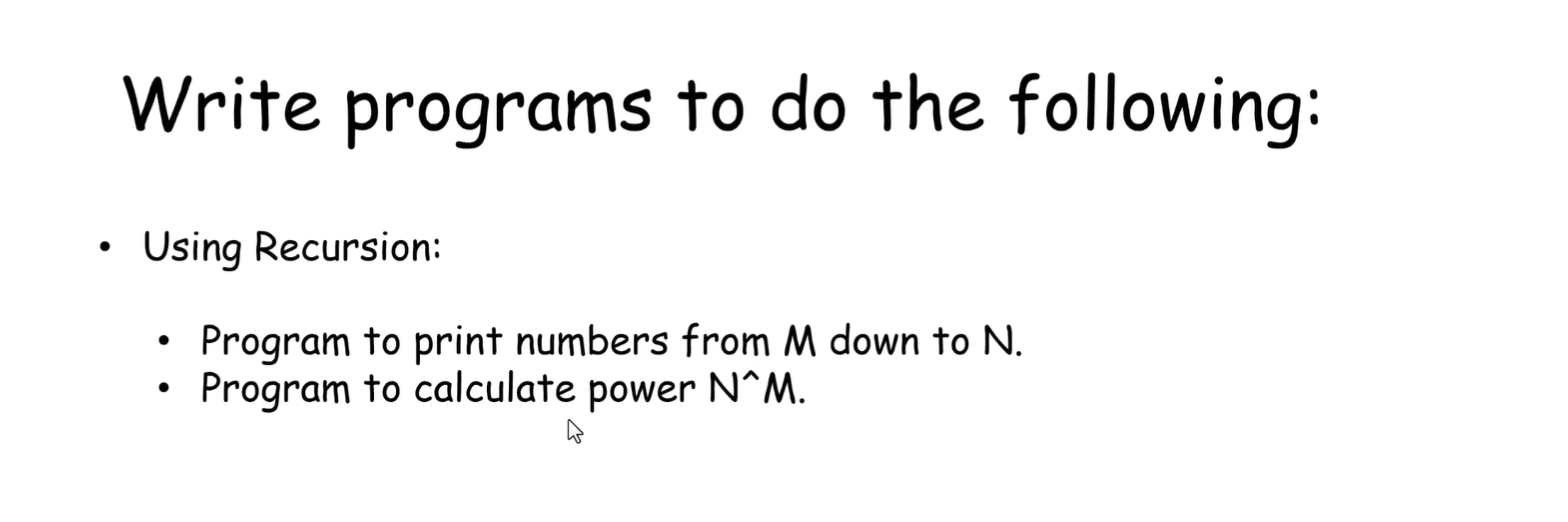 Write programs to do the following:
• Using Recursion:
• Program to print numbers from M down to N.
• Program to calculate power N^M.